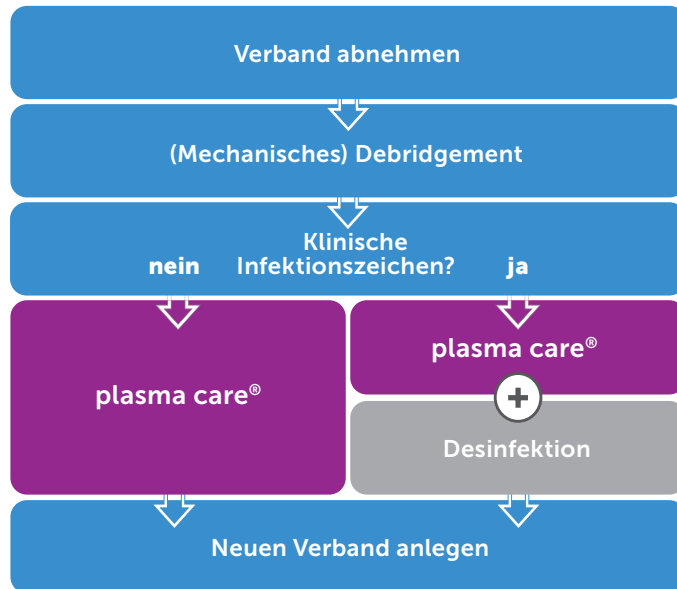 Verband abnehmen
(Mechanisches) Debridgement
Klinische
nein Infektionszeichen? ja
plasma care®
plasma care®
+
Desinfektion
Neuen Verband anlegen